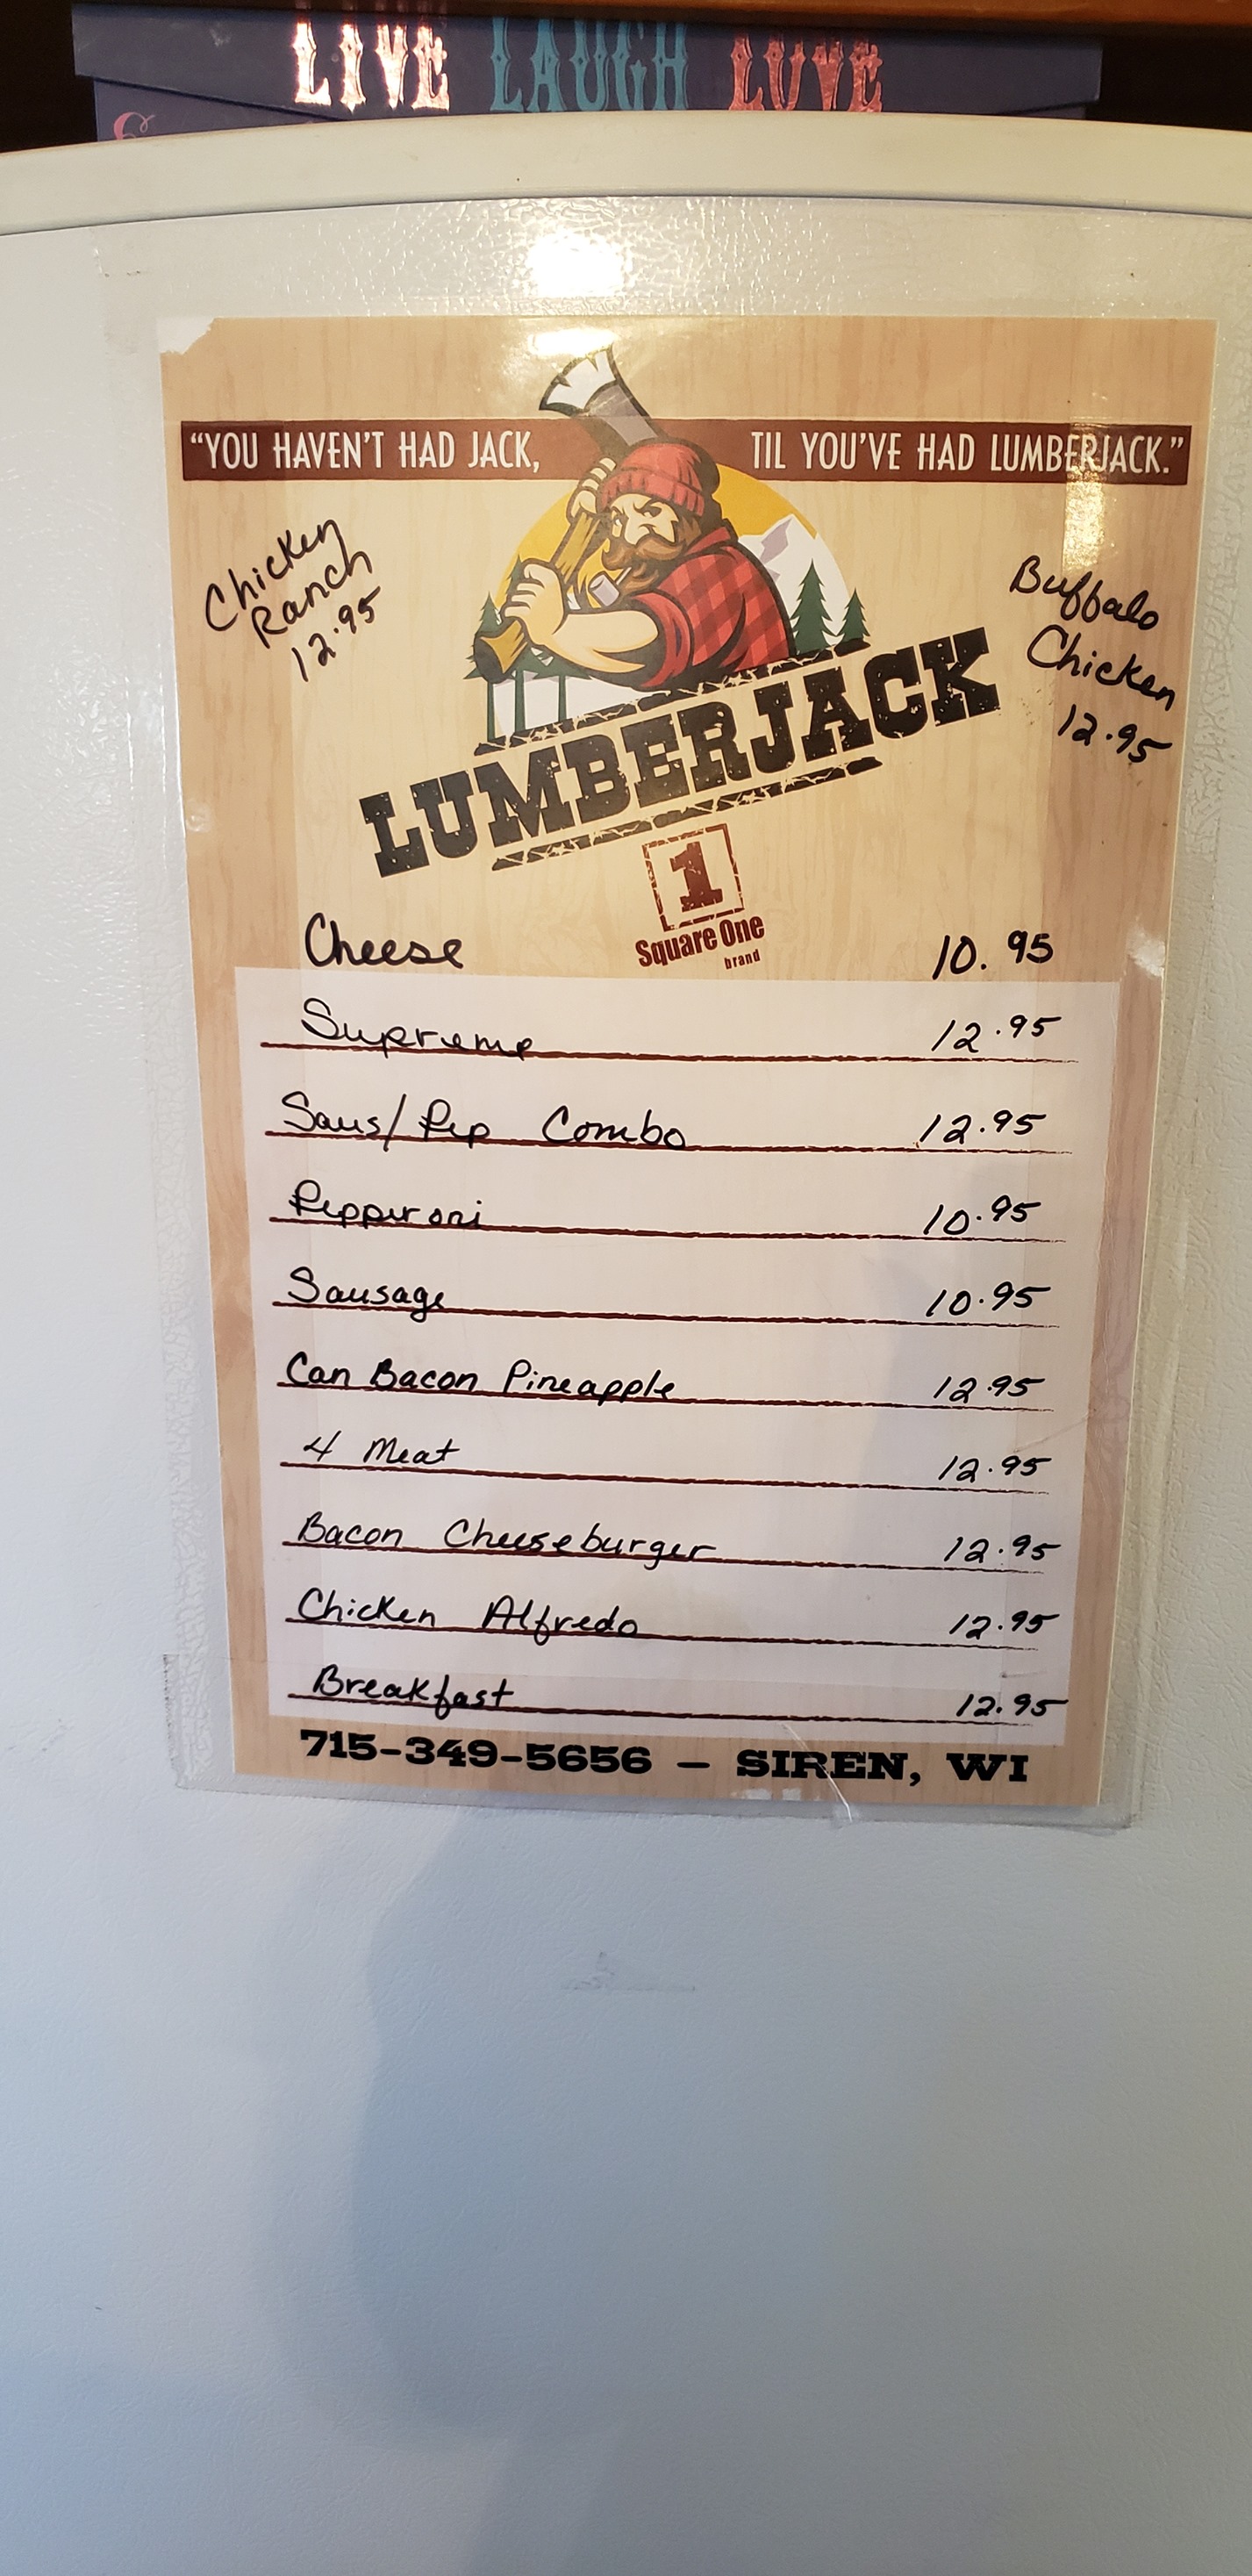 LIVE LAUGH LOVE
"YOU HAVEN'T HAD JACK, TIL YOU'VE HAD LUMBERJACK."
Chicken
Ranch
12.95
Buffalo
Chicken
12.95
LUMBERJACK
1
Square One
brand
Cheese 10.95
Supreme 12.95
Saus/Pep Combo 12.95
Pepperoni 10.95
Sausage 10.95
Can Bacon Pineapple 12.95
4 Meat 12.95
Bacon Cheeseburger 12.95
Chicken Alfredo 12.95
Breakfast 12.95
715-349-5656 – SIREN, WI